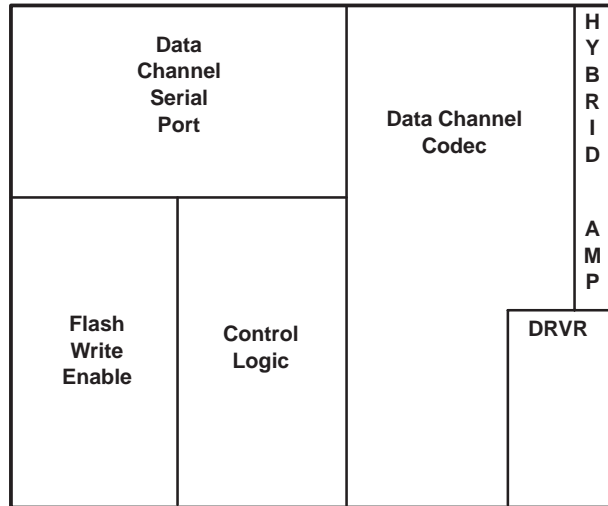 Data
Channel
Serial
Port
Data Channel
Codec
H
Y
B
R
I
D
A
M
P
Flash
Write
Enable
Control
Logic
DRVR